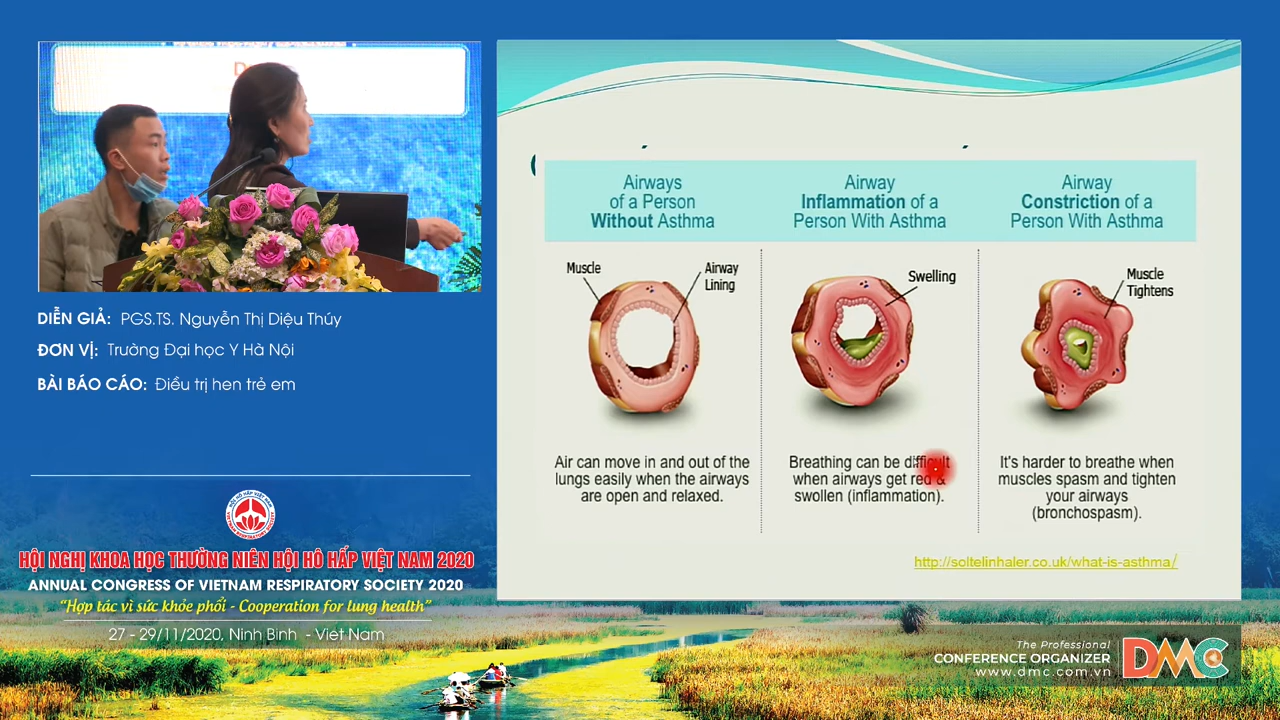 DIỄN GIẢ: PGS.TS. Nguyễn Thị Diệu Thúy
ĐƠN VỊ: Trường Đại học Y Hà Nội
BÀI BÁO CÁO: Điều trị hen trẻ em
HỘI NGHỊ KHOA HỌC THƯỜNG NIÊN HỘI HÔ HẤP VIỆT NAM 2020
ANNUAL CONGRESS OF VIETNAM RESPIRATORY SOCIETY 2020
“Hợp tác vì sức khỏe phổi - Cooperation for lung health”
27 - 29/11/2020, Ninh Bình - Việt Nam
Airways
of a Person
Without Asthma
Muscle
Airway
Lining
Air can move in and out of the
lungs easily when the airways
are open and relaxed.
Airway
Inflammation of a
Person With Asthma
Swelling
Breathing can be difficult
when airways get red &
swollen (inflammation).
Airway
Constriction of a
Person With Asthma
Muscle
Tightens
It's harder to breathe when
muscles spasm and tighten
your airways
(bronchospasm).
http://soltelinhaler.co.uk/what-is-asthma/
The Professional
CONFERENCE ORGANIZER
www.dmc.com.vn
DMC